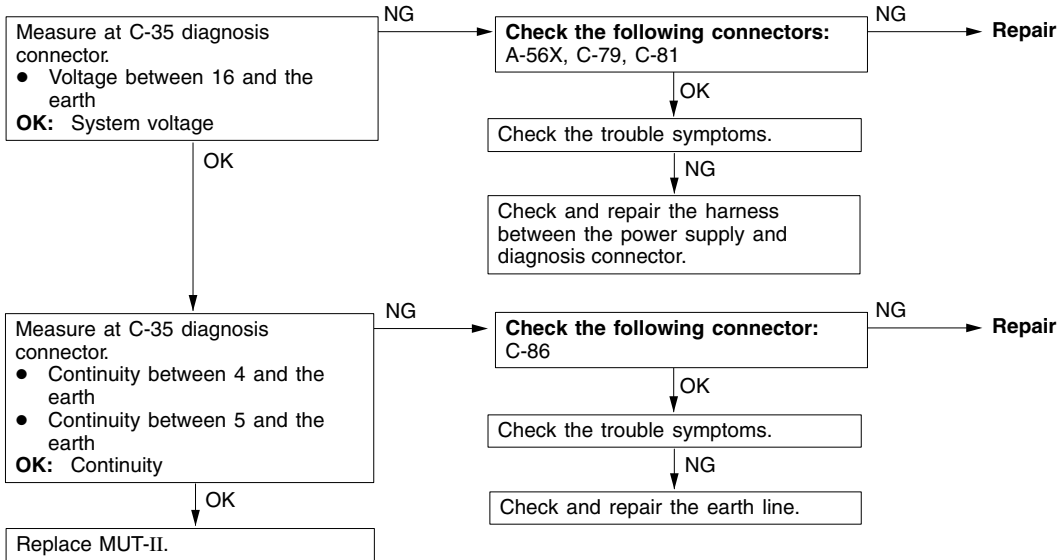 Measure at C-35 diagnosis
connector.
● Voltage between 16 and the
earth
OK: System voltage
NG
Check the following connectors:
A-56X, C-79, C-81
NG
Repair
OK
Check the trouble symptoms.
NG
Check and repair the harness
between the power supply and
diagnosis connector.
OK
Measure at C-35 diagnosis
connector.
● Continuity between 4 and the
earth
● Continuity between 5 and the
earth
OK: Continuity
NG
Check the following connector:
C-86
NG
Repair
OK
Check the trouble symptoms.
NG
Check and repair the earth line.
OK
Replace MUT-II.